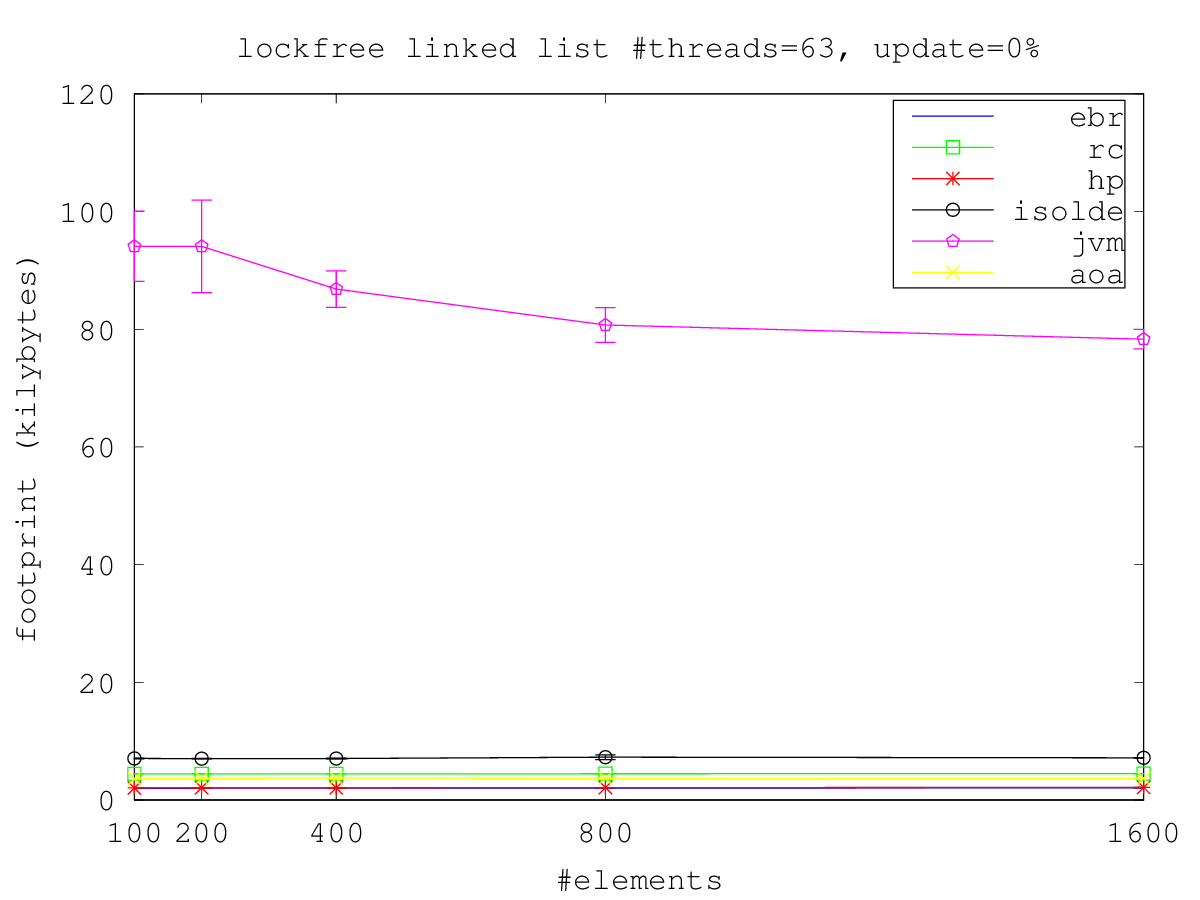 lockfree linked list #threads=63, update=0%
120
100
80
60
40
20
0
footprint (kilybytes)
ebr
rc
hp
isolde
jvm
aoa
100 200 400 800 1600
#elements